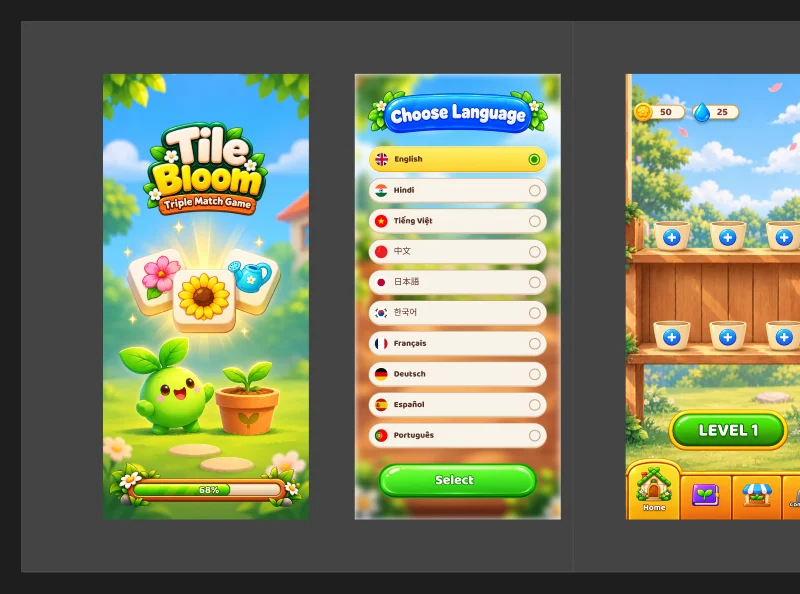 Tile
Bloom
Triple Match Game
68%
Choose Language
English
Hindi
Tiếng Việt
中文
日本語
한국어
Français
Deutsch
Español
Português
Select
50
25
LEVEL 1
Home